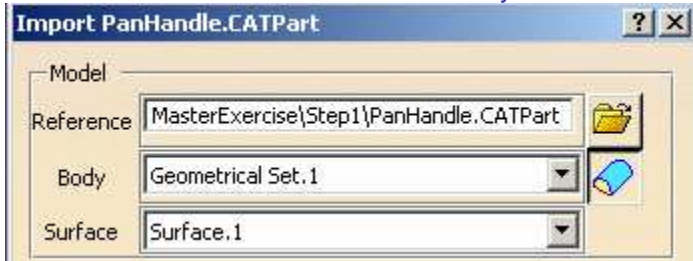 Import PanHandle.CATPart
Model
Reference MasterExercise\Step1\PanHandle.CATPart
Body Geometrical Set.1
Surface Surface.1